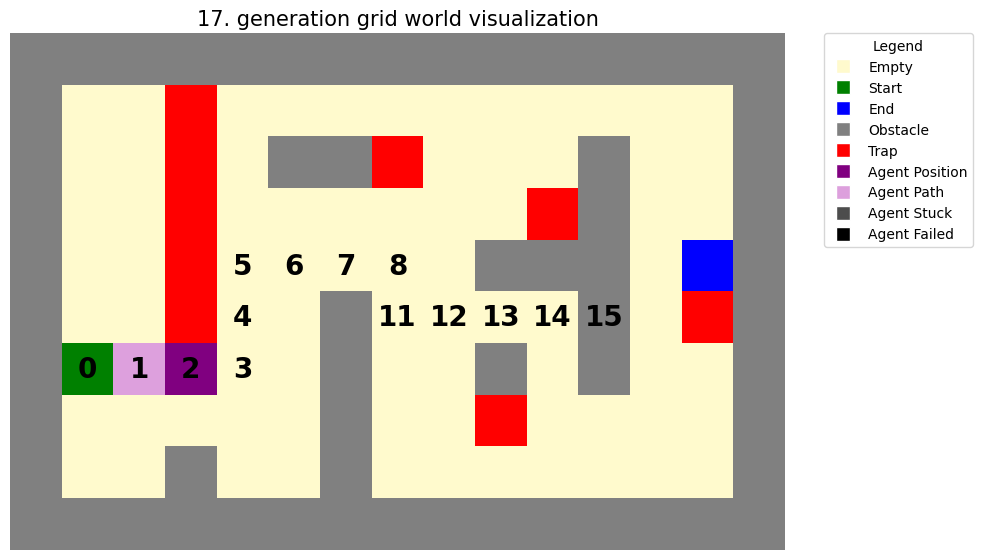 17. generation grid world visualization
Legend
Empty
Start
End
Obstacle
Trap
Agent Position
Agent Path
Agent Stuck
Agent Failed
5 6 7 8
4 11 12 13 14 15
0 1 2 3